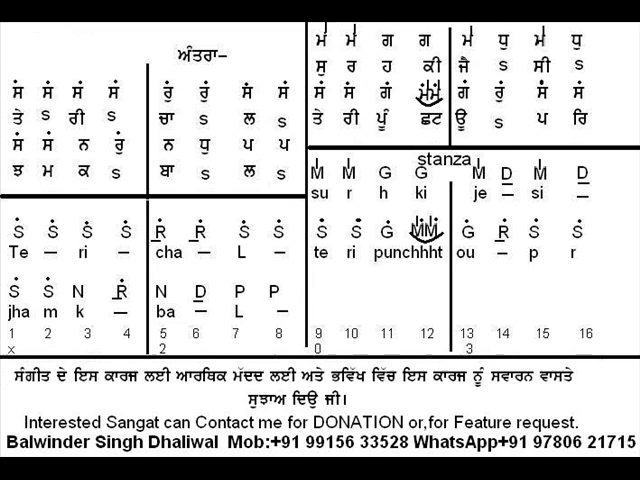 ਅੰਤਰਾ–
ਮੰ ਮੰ ਗ ਗ ਮੰ ਧੁ ਮੰ ਧੁ
ਸੁ ਰ ਹ ਕੀ ਜੈ s ਸੀ s
ਸੰ ਸੰ ਸੰ ਸੰ ਰੁੰ ਰੁੰ ਸੰ ਸੰ ਸੰ ਸੰ ਗੰ ਮੰਮੰ ਗੰ ਰੁੰ ਸੰ ਸੰ
ਤੇ s ਰੀ s ਚਾ s ਲ s ਤੇ ਰੀ ਪੂੰ ਛਟ ਊ s ਪ ਰਿ
ਸੰ ਸੰ ਨ ਰੁੰ ਨ ਧੁ ਪ ਪ
ਝ ਮ ਕ s ਬਾ s ਲ s
stanza
M M G G M D M D
su r h ki je – si –
S S S S R R S S S S G MM G R S S
Te – ri – cha – L – te ri punchhht ou – p r
S S N R N D P P
jha m k – ba – L –
1 2 3 4 5 6 7 8 9 10 11 12 13 14 15 16
x 2 0 3
ਸੰਗੀਤ ਦੇ ਇਸ ਕਾਰਜ ਲਈ ਆਰਥਿਕ ਮੱਦਦ ਲਈ ਅਤੇ ਭਵਿੱਖ ਵਿੱਚ ਇਸ ਕਾਰਜ ਨੂੰ ਸਵਾਰਨ ਵਾਸਤੇ
ਸੁਝਾਅ ਦਿਉ ਜੀ।
Interested Sangat can Contact me for DONATION or,for Feature request.
Balwinder Singh Dhaliwal Mob:+91 99156 33528 WhatsApp+91 97806 21715